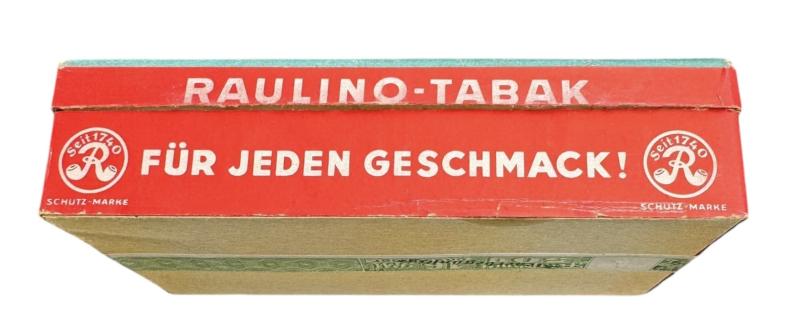 RAULINO-TABAK
Seit 1740
R
SCHUTZ-MARKE
FÜR JEDEN GESCHMACK!
Seit 1740
R
SCHUTZ-MARKE